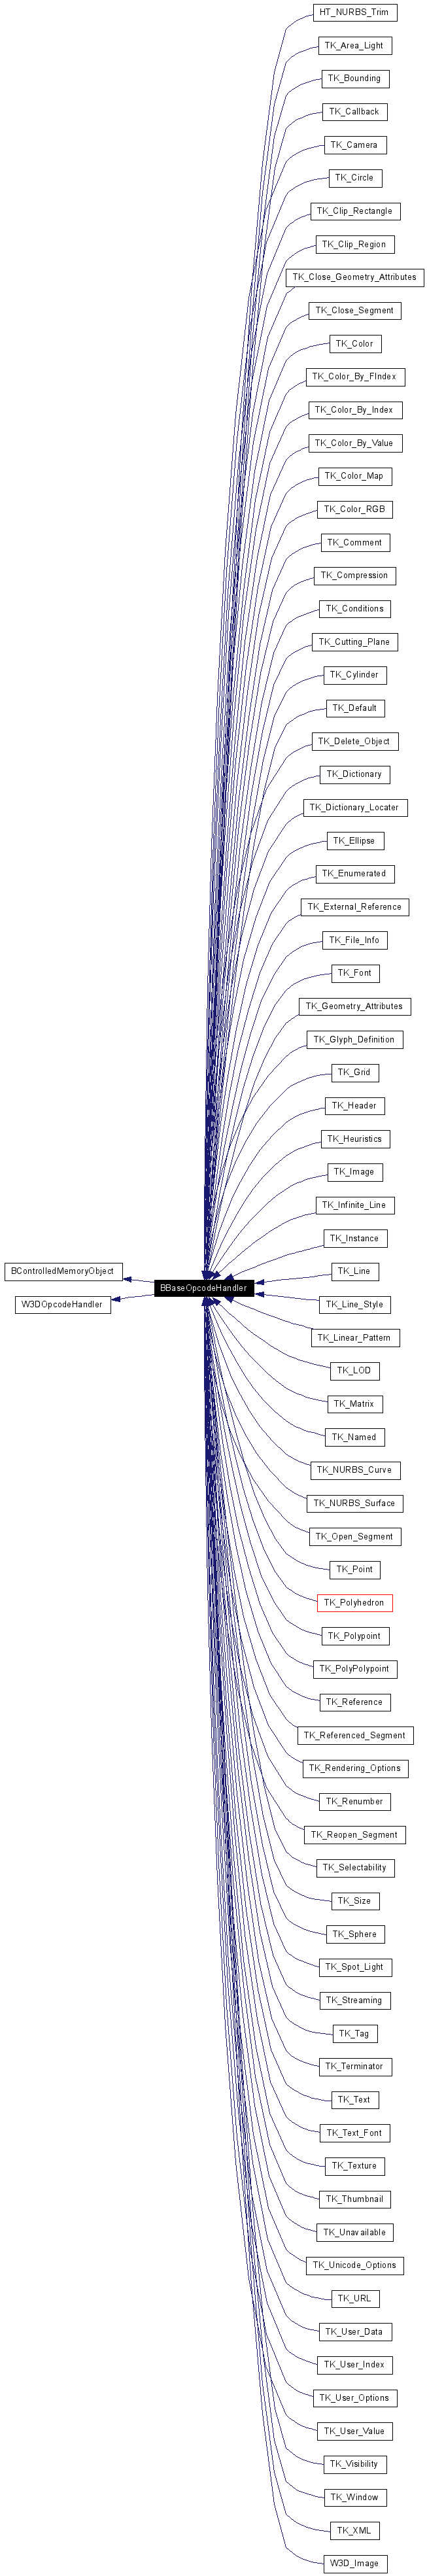 HT_NURBS_Trim
TK_Area_Light
TK_Bounding
TK_Callback
TK_Camera
TK_Circle
TK_Clip_Rectangle
TK_Clip_Region
TK_Close_Geometry_Attributes
TK_Close_Segment
TK_Color
TK_Color_By_FIndex
TK_Color_By_Index
TK_Color_By_Value
TK_Color_Map
TK_Color_RGB
TK_Comment
TK_Compression
TK_Conditions
TK_Cutting_Plane
TK_Cylinder
TK_Default
TK_Delete_Object
TK_Dictionary
TK_Dictionary_Locater
TK_Ellipse
TK_Enumerated
TK_External_Reference
TK_File_Info
TK_Font
TK_Geometry_Attributes
TK_Glyph_Definition
TK_Grid
TK_Header
TK_Heuristics
TK_Image
TK_Infinite_Line
TK_Instance
BControlledMemoryObject
TK_Line
BBaseOpcodeHandler
W3DOpcodeHandler
TK_Line_Style
TK_Linear_Pattern
TK_LOD
TK_Matrix
TK_Named
TK_NURBS_Curve
TK_NURBS_Surface
TK_Open_Segment
TK_Point
TK_Polyhedron
TK_Polypoint
TK_PolyPolypoint
TK_Reference
TK_Referenced_Segment
TK_Rendering_Options
TK_Renumber
TK_Reopen_Segment
TK_Selectability
TK_Size
TK_Sphere
TK_Spot_Light
TK_Streaming
TK_Tag
TK_Terminator
TK_Text
TK_Text_Font
TK_Texture
TK_Thumbnail
TK_Unavailable
TK_Unicode_Options
TK_URL
TK_User_Data
TK_User_Index
TK_User_Options
TK_User_Value
TK_Visibility
TK_Window
TK_XML
W3D_Image